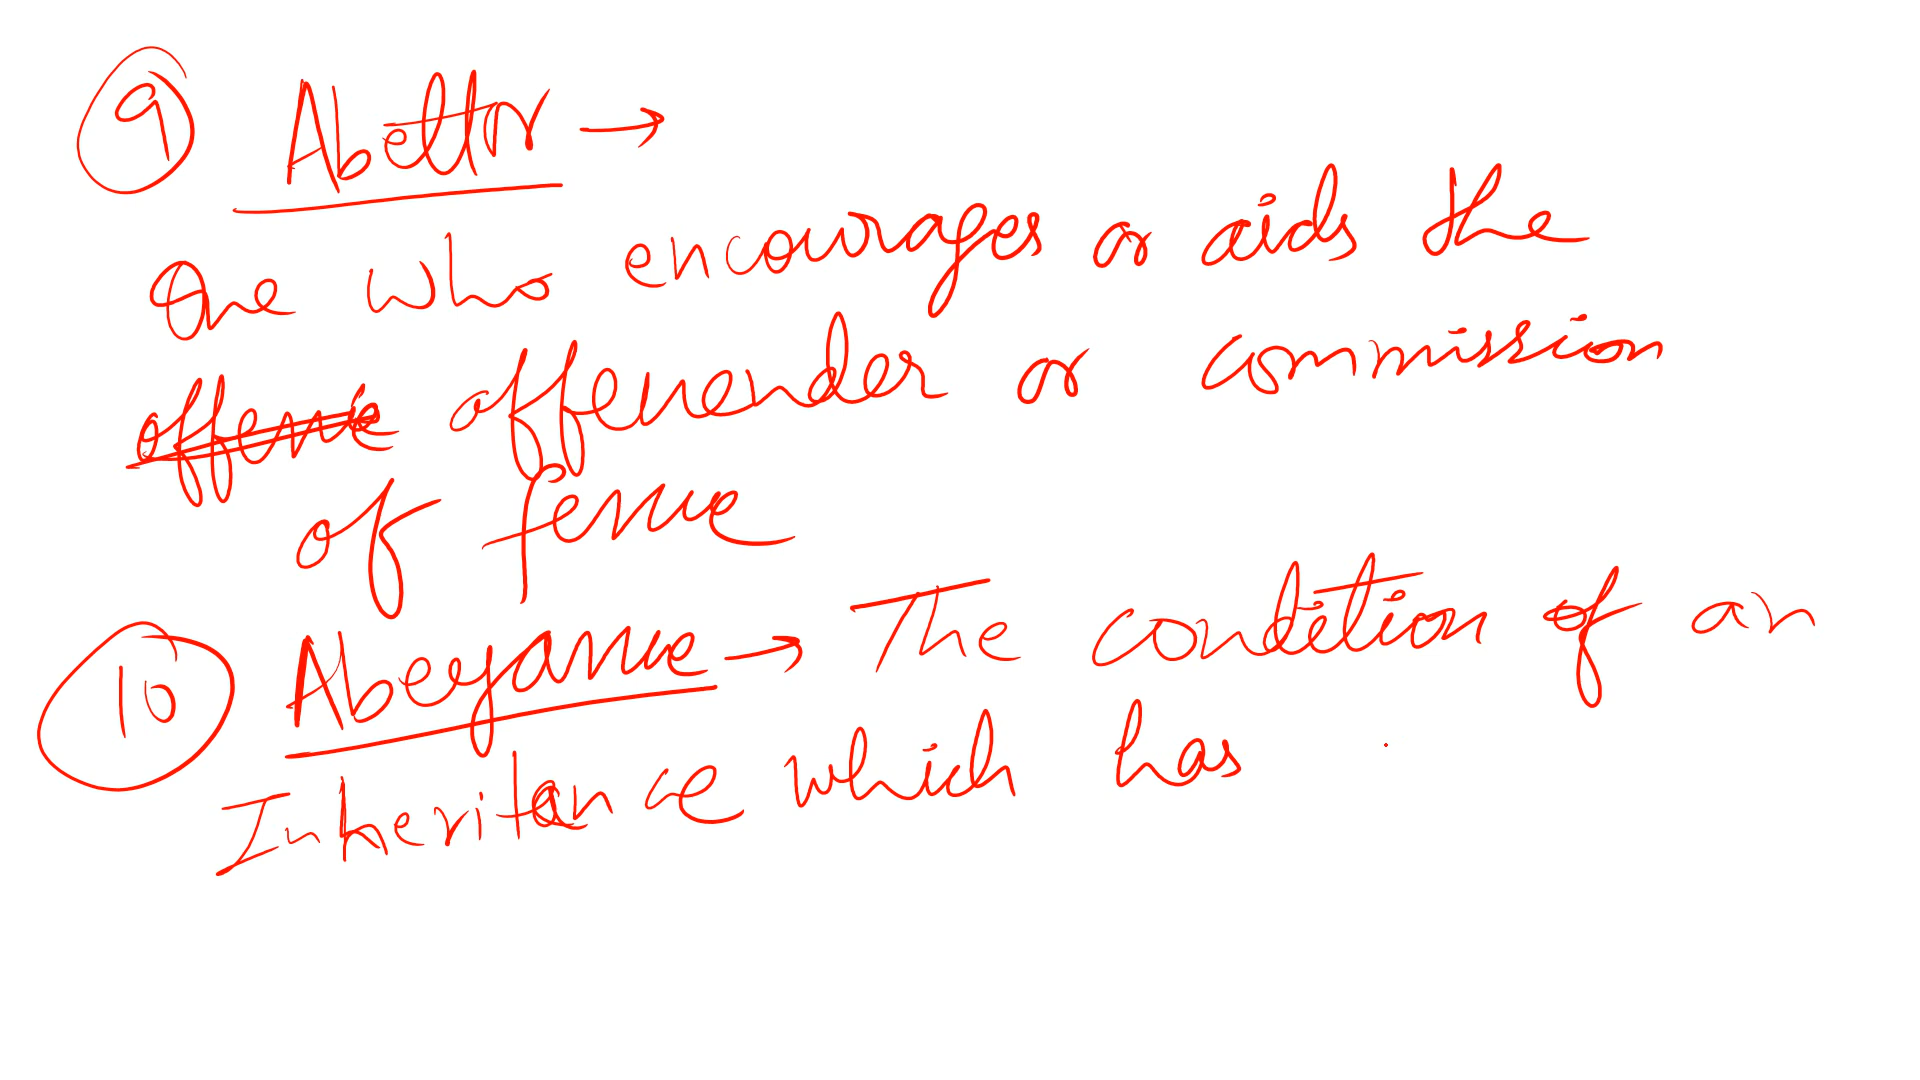 9 Abettor →
One who encourages or aids the
offence offenender or commission
of fence
10 Abeyance → The condition of an
Inheritance which has